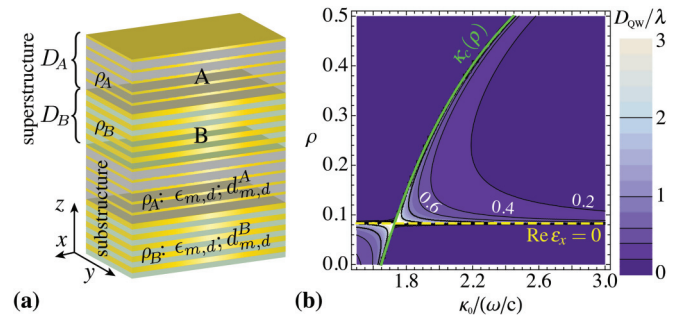 superstructure
D_A
ρ_A
A
D_B
ρ_B
B
substructure
ρ_A: ϵ_{m,d}; d^A_{m,d}
ρ_B: ϵ_{m,d}; d^B_{m,d}
z
x
y
(a)
D_QW/λ
0.5
0.4
0.3
0.2
0.1
0.0
ρ
κ_c(ρ)
0.6
0.4
0.2
Re ε_x = 0
1.8
2.2
2.6
3.0
κ_0/(ω/c)
3
2
1
0
(b)